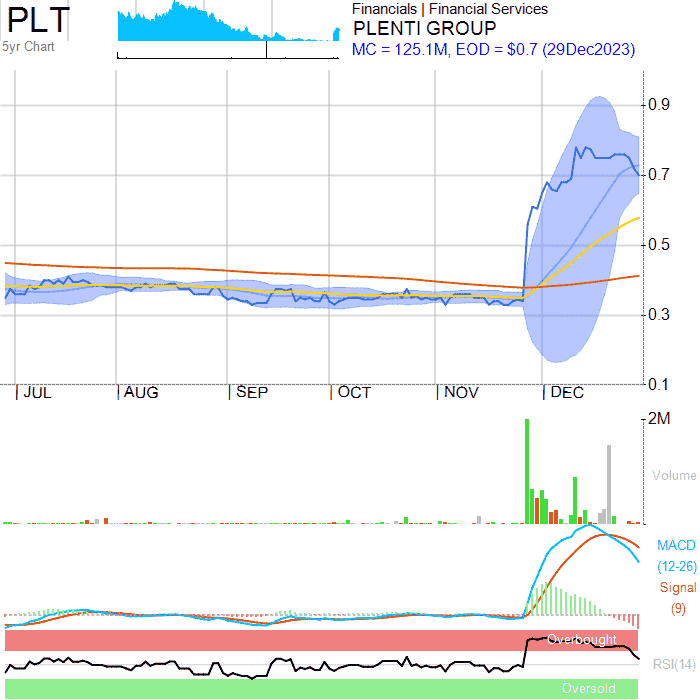 PLT
5yr Chart
Financials | Financial Services
PLENTI GROUP
MC = 125.1M, EOD = $0.7 (29Dec2023)
0.9
0.7
0.5
0.3
0.1
JUL AUG SEP OCT NOV DEC
2M
Volume
MACD
(12-26)
Signal
(9)
Overbought
RSI(14)
Oversold